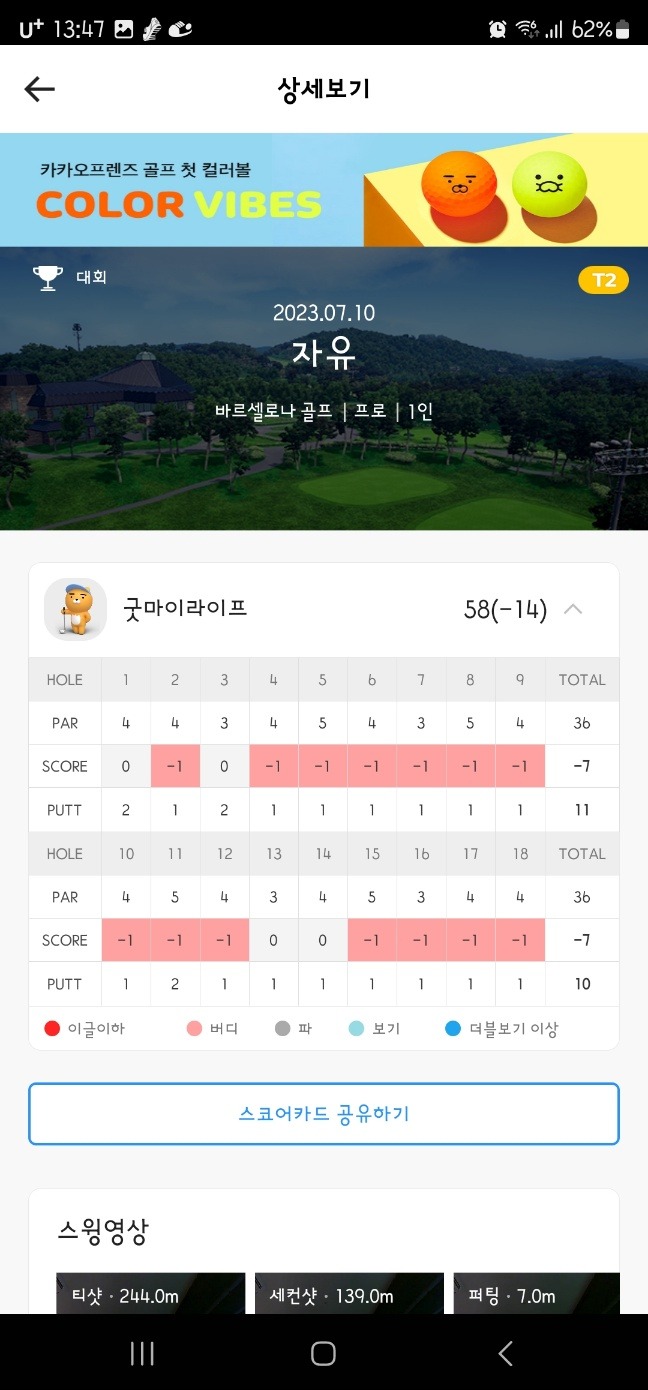 U+ 13:47 62%
상세보기
카카오프렌즈 골프 첫 컬러볼
COLOR VIBES
대회 T2
2023.07.10
자유
바르셀로나 골프 | 프로 | 1인
굿마이라이프 58(-14)
HOLE 1 2 3 4 5 6 7 8 9 TOTAL
PAR 4 4 3 4 5 4 3 5 4 36
SCORE 0 -1 0 -1 -1 -1 -1 -1 -1 -7
PUTT 2 1 2 1 1 1 1 1 1 11
HOLE 10 11 12 13 14 15 16 17 18 TOTAL
PAR 4 5 4 3 4 5 3 4 4 36
SCORE -1 -1 -1 0 0 -1 -1 -1 -1 -7
PUTT 1 2 1 1 1 1 1 1 1 10
이글이하 버디 파 보기 더블보기 이상
스코어카드 공유하기
스윙영상
티샷 · 244.0m 세컨샷 · 139.0m 퍼팅 · 7.0m